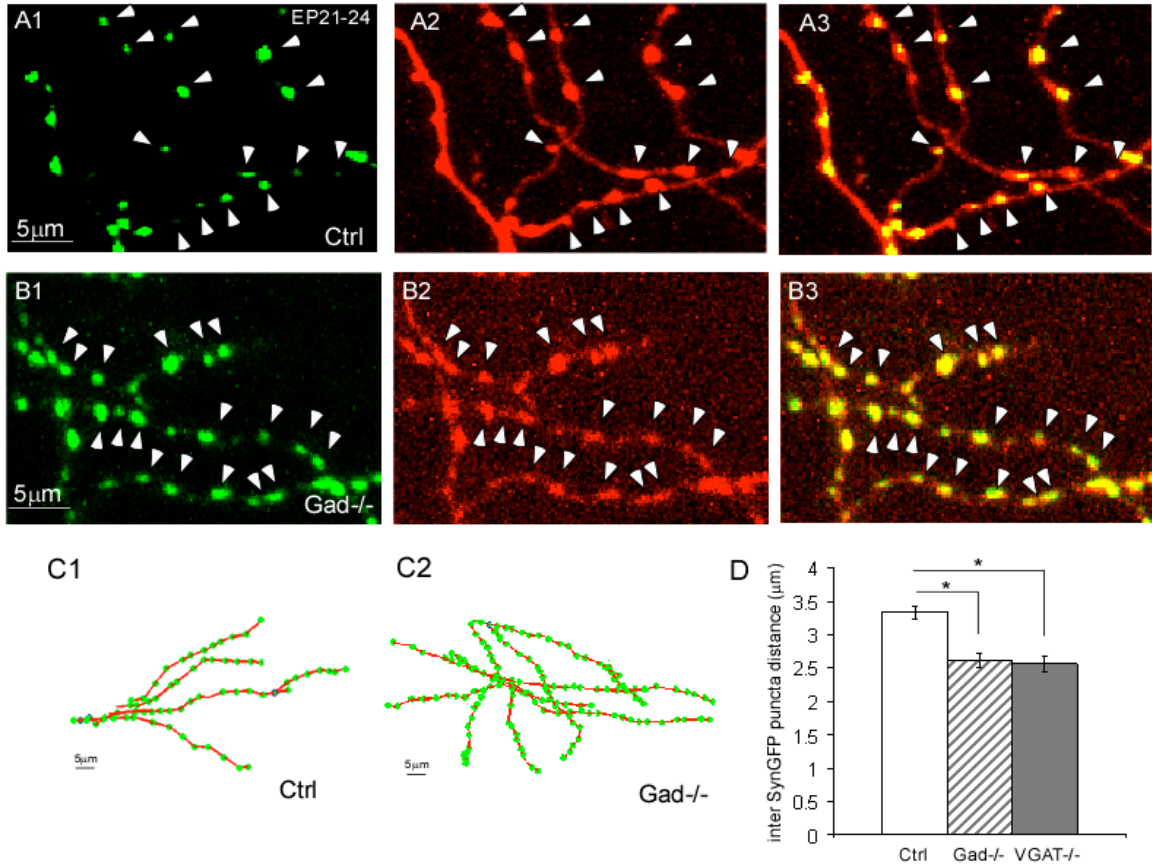 A1
EP21-24
A2
A3
5μm
Ctrl
B1
B2
B3
5μm
Gad-/-
C1
C2
D
5μm
Ctrl
5μm
Gad-/-
inter SynGFP puncta distance (μm)
4
3.5
3
2.5
2
1.5
1
0.5
0
*
*
Ctrl Gad-/- VGAT-/-